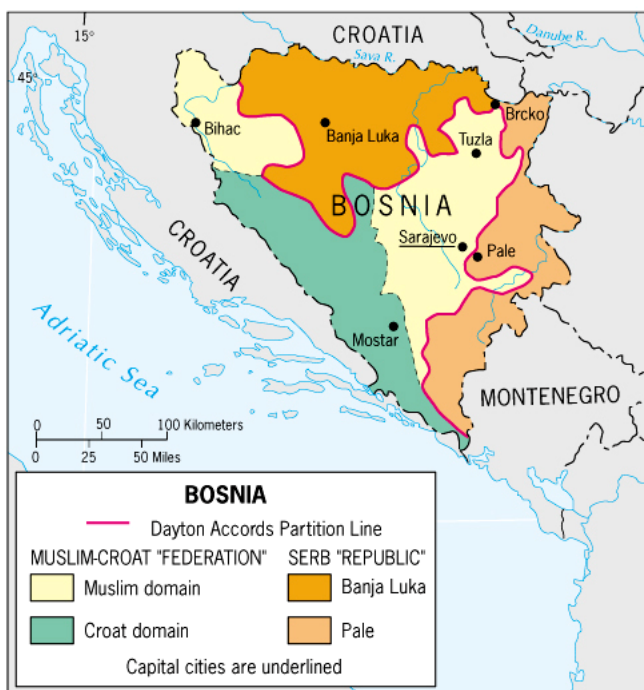 15°
CROATIA
Sava R.
Danube R.
45°
Bihac
Banja Luka
Brcko
Tuzla
BOSNIA
Sarajevo
Pale
CROATIA
Mostar
Adriatic Sea
MONTENEGRO
0 50 100 Kilometers
0 25 50 Miles
BOSNIA
Dayton Accords Partition Line
MUSLIM-CROAT "FEDERATION" SERB "REPUBLIC"
Muslim domain Banja Luka
Croat domain Pale
Capital cities are underlined